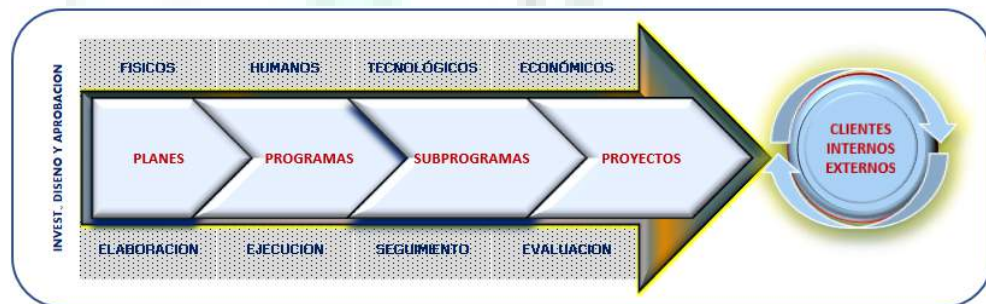 INVEST., DISEÑO Y APROBACION
FISICOS HUMANOS TECNOLÓGICOS ECONÓMICOS
PLANES PROGRAMAS SUBPROGRAMAS PROYECTOS
ELABORACION EJECUCION SEGUIMIENTO EVALUACION
CLIENTES
INTERNOS
EXTERNOS